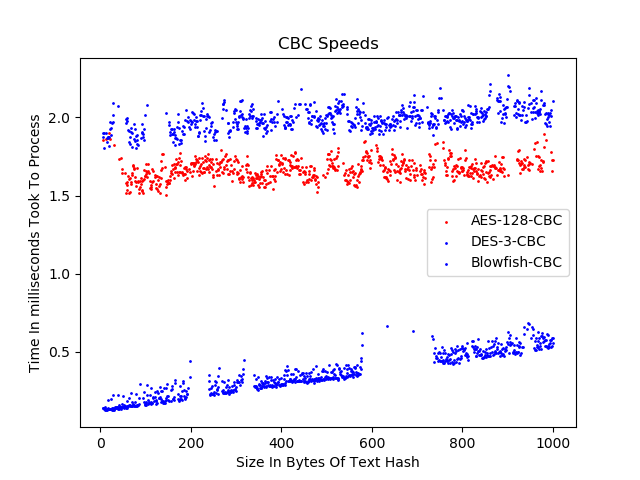 CBC Speeds
Time In milliseconds Took To Process
2.0
1.5
1.0
0.5
AES-128-CBC
DES-3-CBC
Blowfish-CBC
0
200
400
600
800
1000
Size In Bytes Of Text Hash